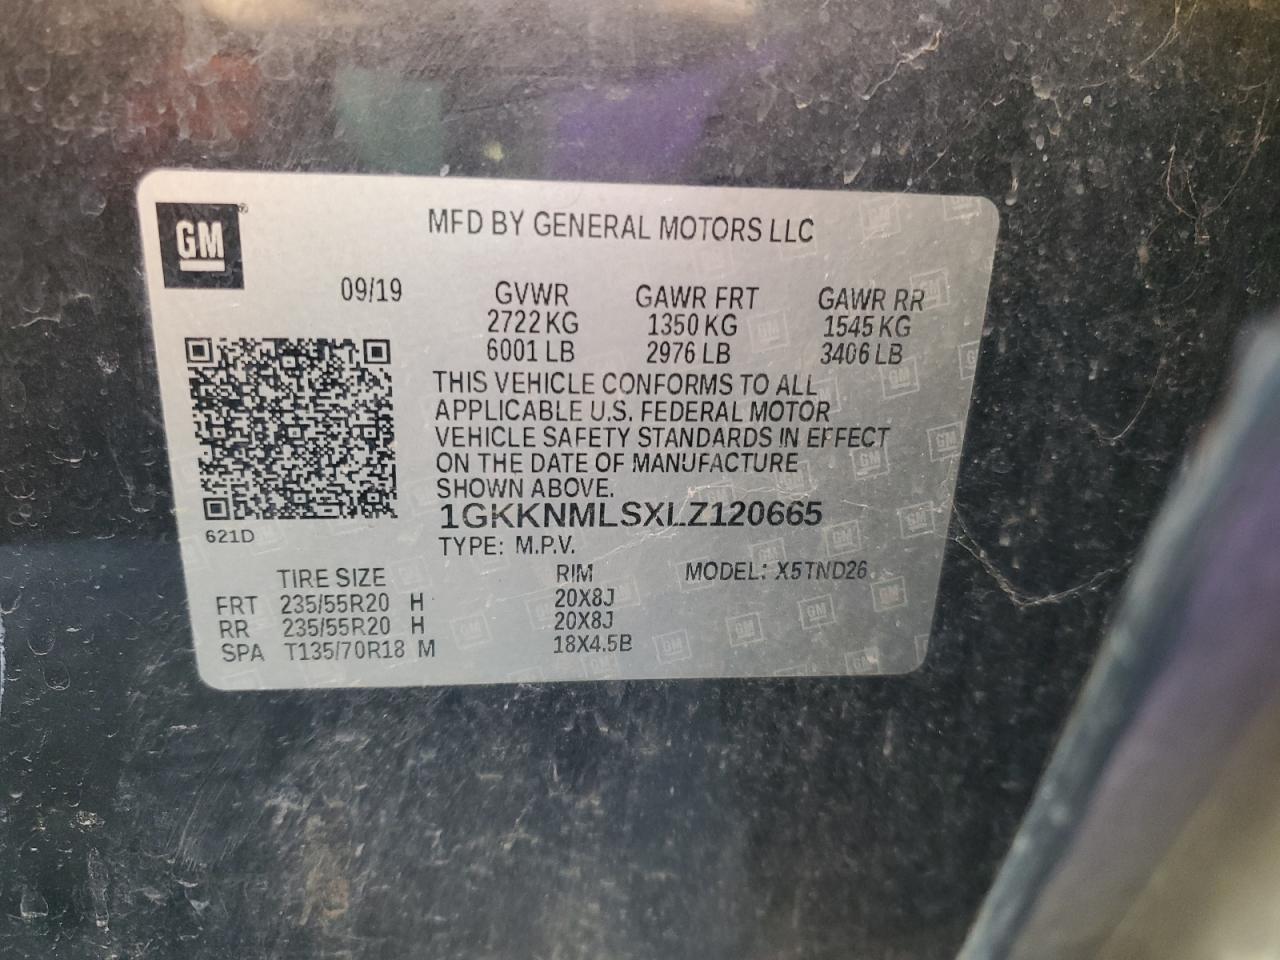 GM
MFD BY GENERAL MOTORS LLC
09/19 GVWR GAWR FRT GAWR RR
2722 KG 1350 KG 1545 KG
6001 LB 2976 LB 3406 LB
THIS VEHICLE CONFORMS TO ALL
APPLICABLE U.S. FEDERAL MOTOR
VEHICLE SAFETY STANDARDS IN EFFECT
ON THE DATE OF MANUFACTURE
SHOWN ABOVE.
1GKKNMLSXLZ120665
621D
TYPE: M.P.V.
TIRE SIZE RIM MODEL: X5TND26
FRT 235/55R20 H 20X8J
RR 235/55R20 H 20X8J
SPA T135/70R18 M 18X4.5B